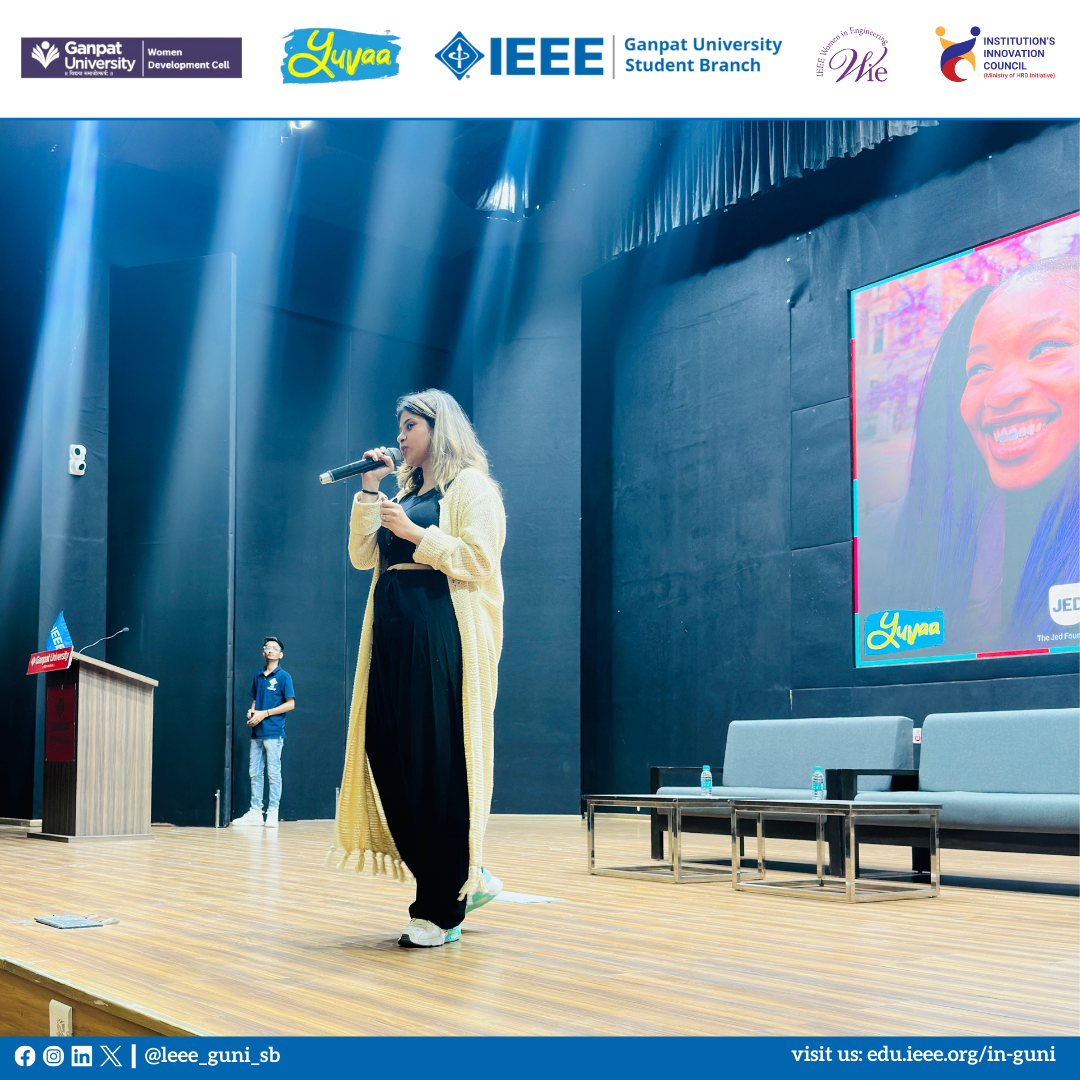 Ganpat
University
॥ विद्यया समाजोत्कर्षः ॥
Women
Development Cell
Yuvaa
IEEE
Ganpat University
Student Branch
IEEE Women in Engineering
WIE
INSTITUTION'S
INNOVATION
COUNCIL
(Ministry of HRD Initiative)
IEEE
Ganpat University
Yuvaa
JED
The Jed Foun
@leee_guni_sb
visit us: edu.ieee.org/in-guni